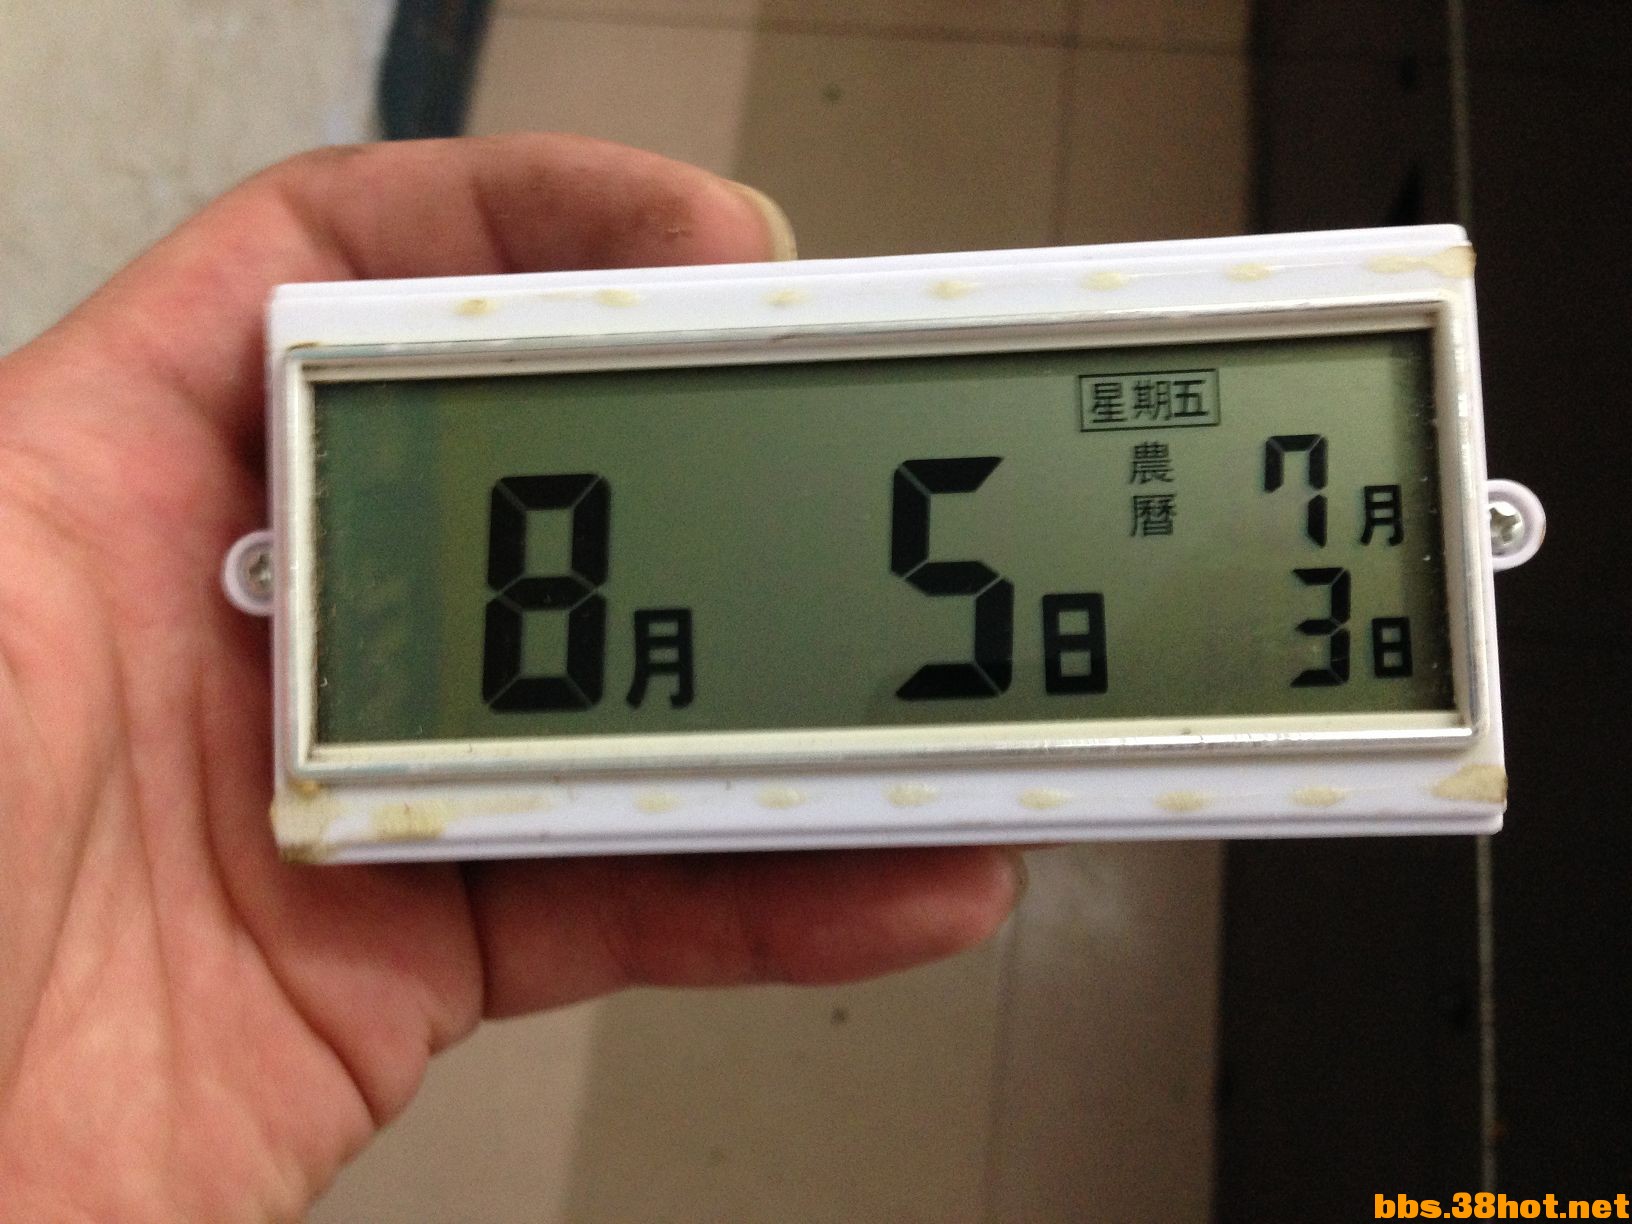 星期五
8月 5日
農曆
7月
3日
bbs.38hot.net